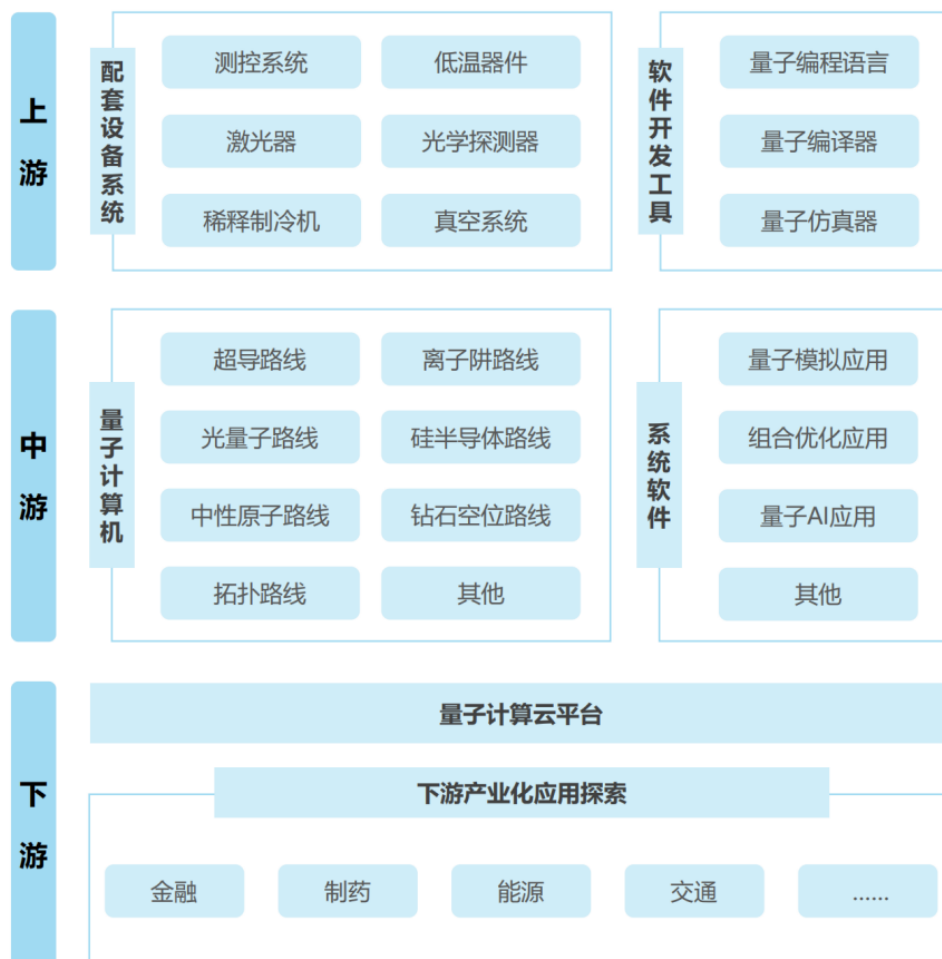 上游
配套设备系统
测控系统
低温器件
激光器
光学探测器
稀释制冷机
真空系统
软件开发工具
量子编程语言
量子编译器
量子仿真器
中游
量子计算机
超导路线
离子阱路线
光量子路线
硅半导体路线
中性原子路线
钻石空位路线
拓扑路线
其他
系统软件
量子模拟应用
组合优化应用
量子AI应用
其他
下游
量子计算云平台
下游产业化应用探索
金融
制药
能源
交通
......